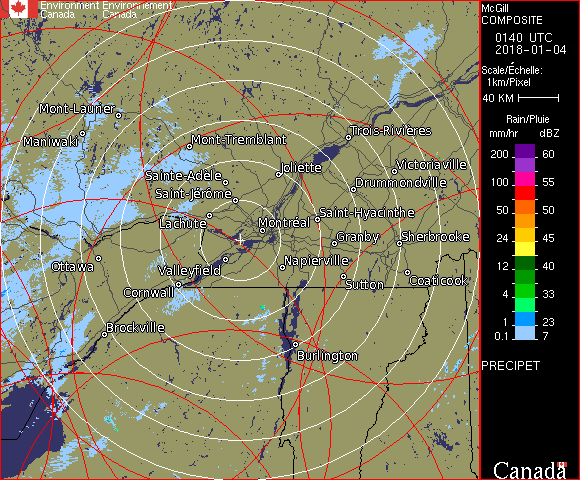 Environment Environnement
Canada Canada
McGill
COMPOSITE
0140 UTC
2018-01-04
Scale/Échelle:
1km/Pixel
40 KM
Rain/Pluie
mm/hr dBZ
200 60
155
100 55
50 50
24 45
12 40
4 33
1 23
0.1 7
PRECIPET
Canada
Mont-Laurier
Maniwaki
Mont-Tremblant
Trois-Rivières
Victoriaville
Joliette
Sainte-Adèle
Drummondville
Saint-Jérôme
Saint-Hyacinthe
Lachute
Montréal
Granby
Sherbrooke
Ottawa
Valleyfield
Napierville
Coaticook
Sutton
Cornwall
Brockville
Burlington